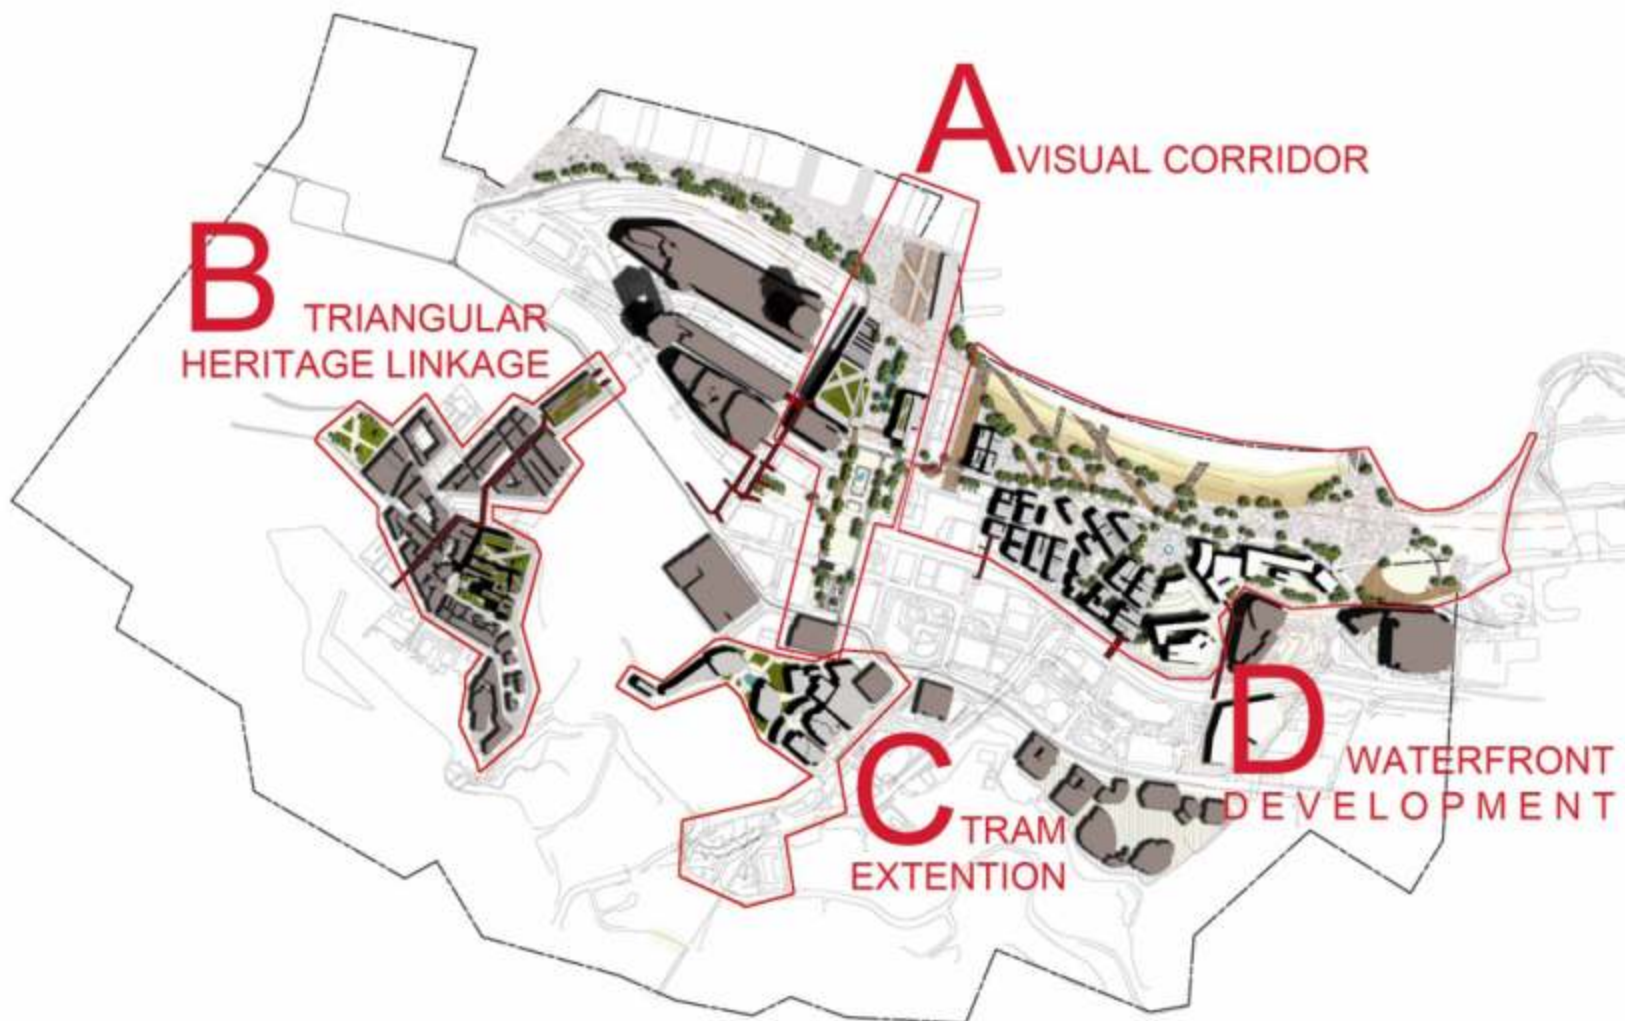 A VISUAL CORRIDOR
B TRIANGULAR
HERITAGE LINKAGE
C TRAM
EXTENTION
D WATERFRONT
DEVELOPMENT